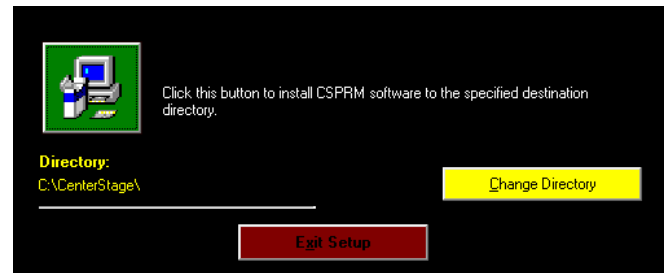 Click this button to install CSPRM software to the specified destination
directory.
Directory:
C:\CenterStage\
Change Directory
Exit Setup